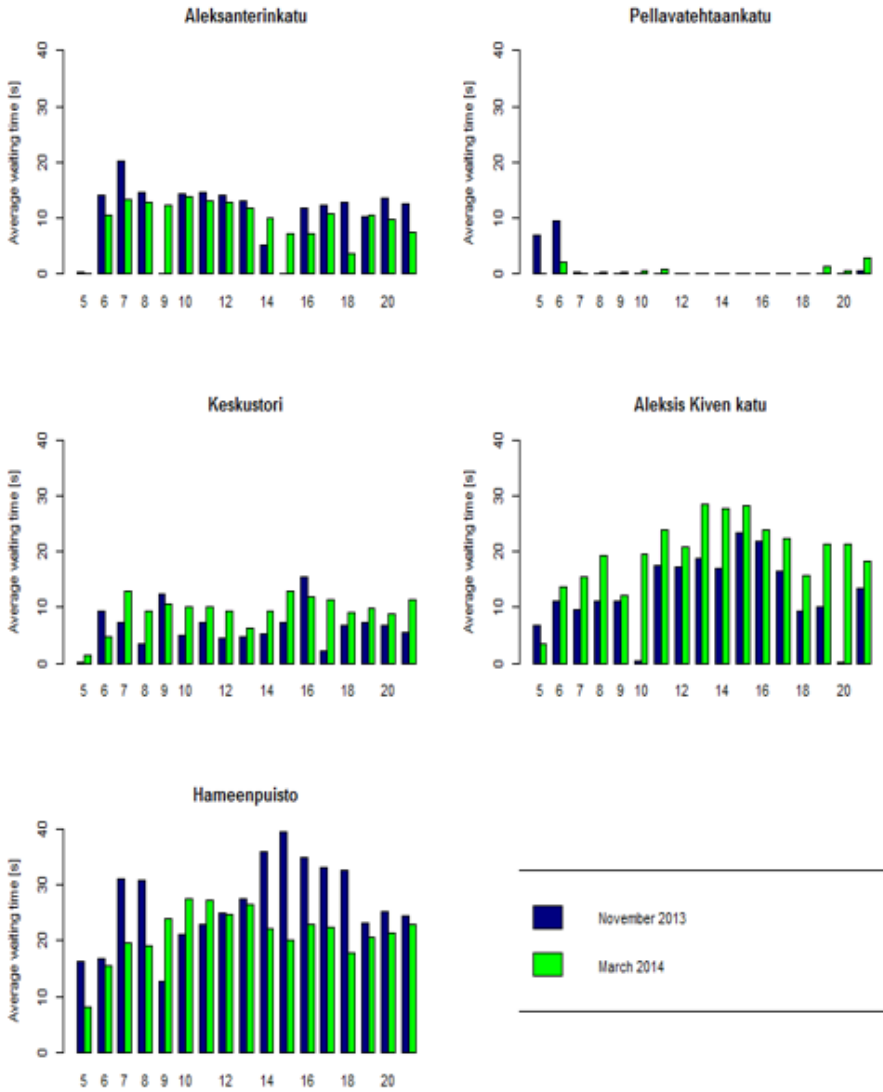 Aleksanterinkatu
Average waiting time [s]
0 10 20 30 40
5 6 7 8 9 10 12 14 16 18 20
Pellavatehtaankatu
Average waiting time [s]
0 10 20 30 40
5 6 7 8 9 10 12 14 16 18 20
Keskustori
Average waiting time [s]
0 10 20 30 40
5 6 7 8 9 10 12 14 16 18 20
Aleksis Kiven katu
Average waiting time [s]
0 10 20 30 40
5 6 7 8 9 10 12 14 16 18 20
Hameenpuisto
Average waiting time [s]
0 10 20 30 40
5 6 7 8 9 10 12 14 16 18 20
November 2013
March 2014